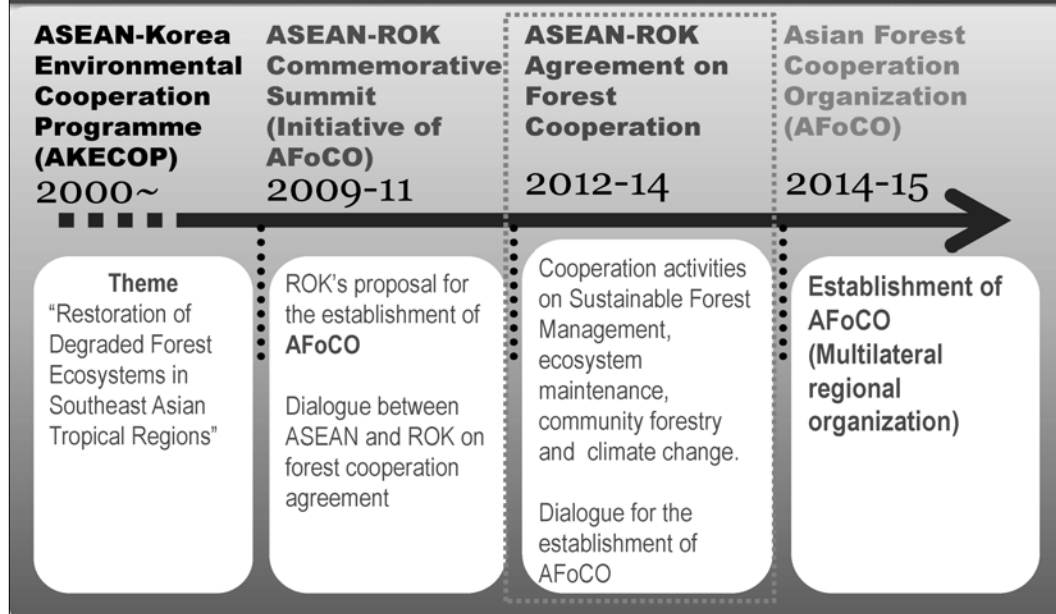 ASEAN-Korea
Environmental
Cooperation
Programme
(AKECOP)
2000~
ASEAN-ROK
Commemorative
Summit
(Initiative of
AFoCO)
2009-11
ASEAN-ROK
Agreement on
Forest
Cooperation
2012-14
Asian Forest
Cooperation
Organization
(AFoCO)
2014-15
Theme
“Restoration of
Degraded Forest
Ecosystems in
Southeast Asian
Tropical Regions”
ROK’s proposal for
the establishment of
AFoCO
Dialogue between
ASEAN and ROK on
forest cooperation
agreement
Cooperation activities
on Sustainable Forest
Management,
ecosystem
maintenance,
community forestry
and climate change.
Dialogue for the
establishment of
AFoCO
Establishment of
AFoCO
(Multilateral
regional
organization)